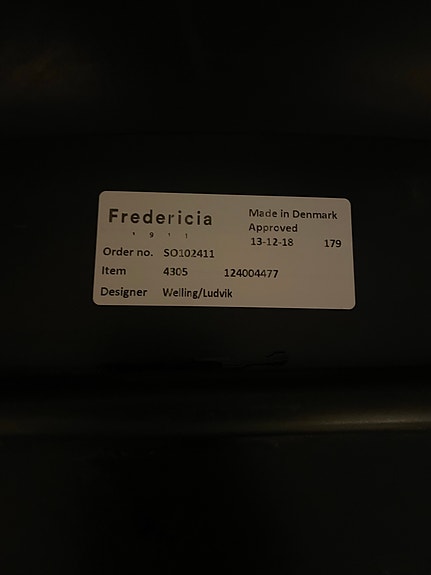 Fredericia
1 9 1 1
Made in Denmark
Approved
13-12-18 179
Order no. SO102411
Item 4305 124004477
Designer Welling/Ludvik